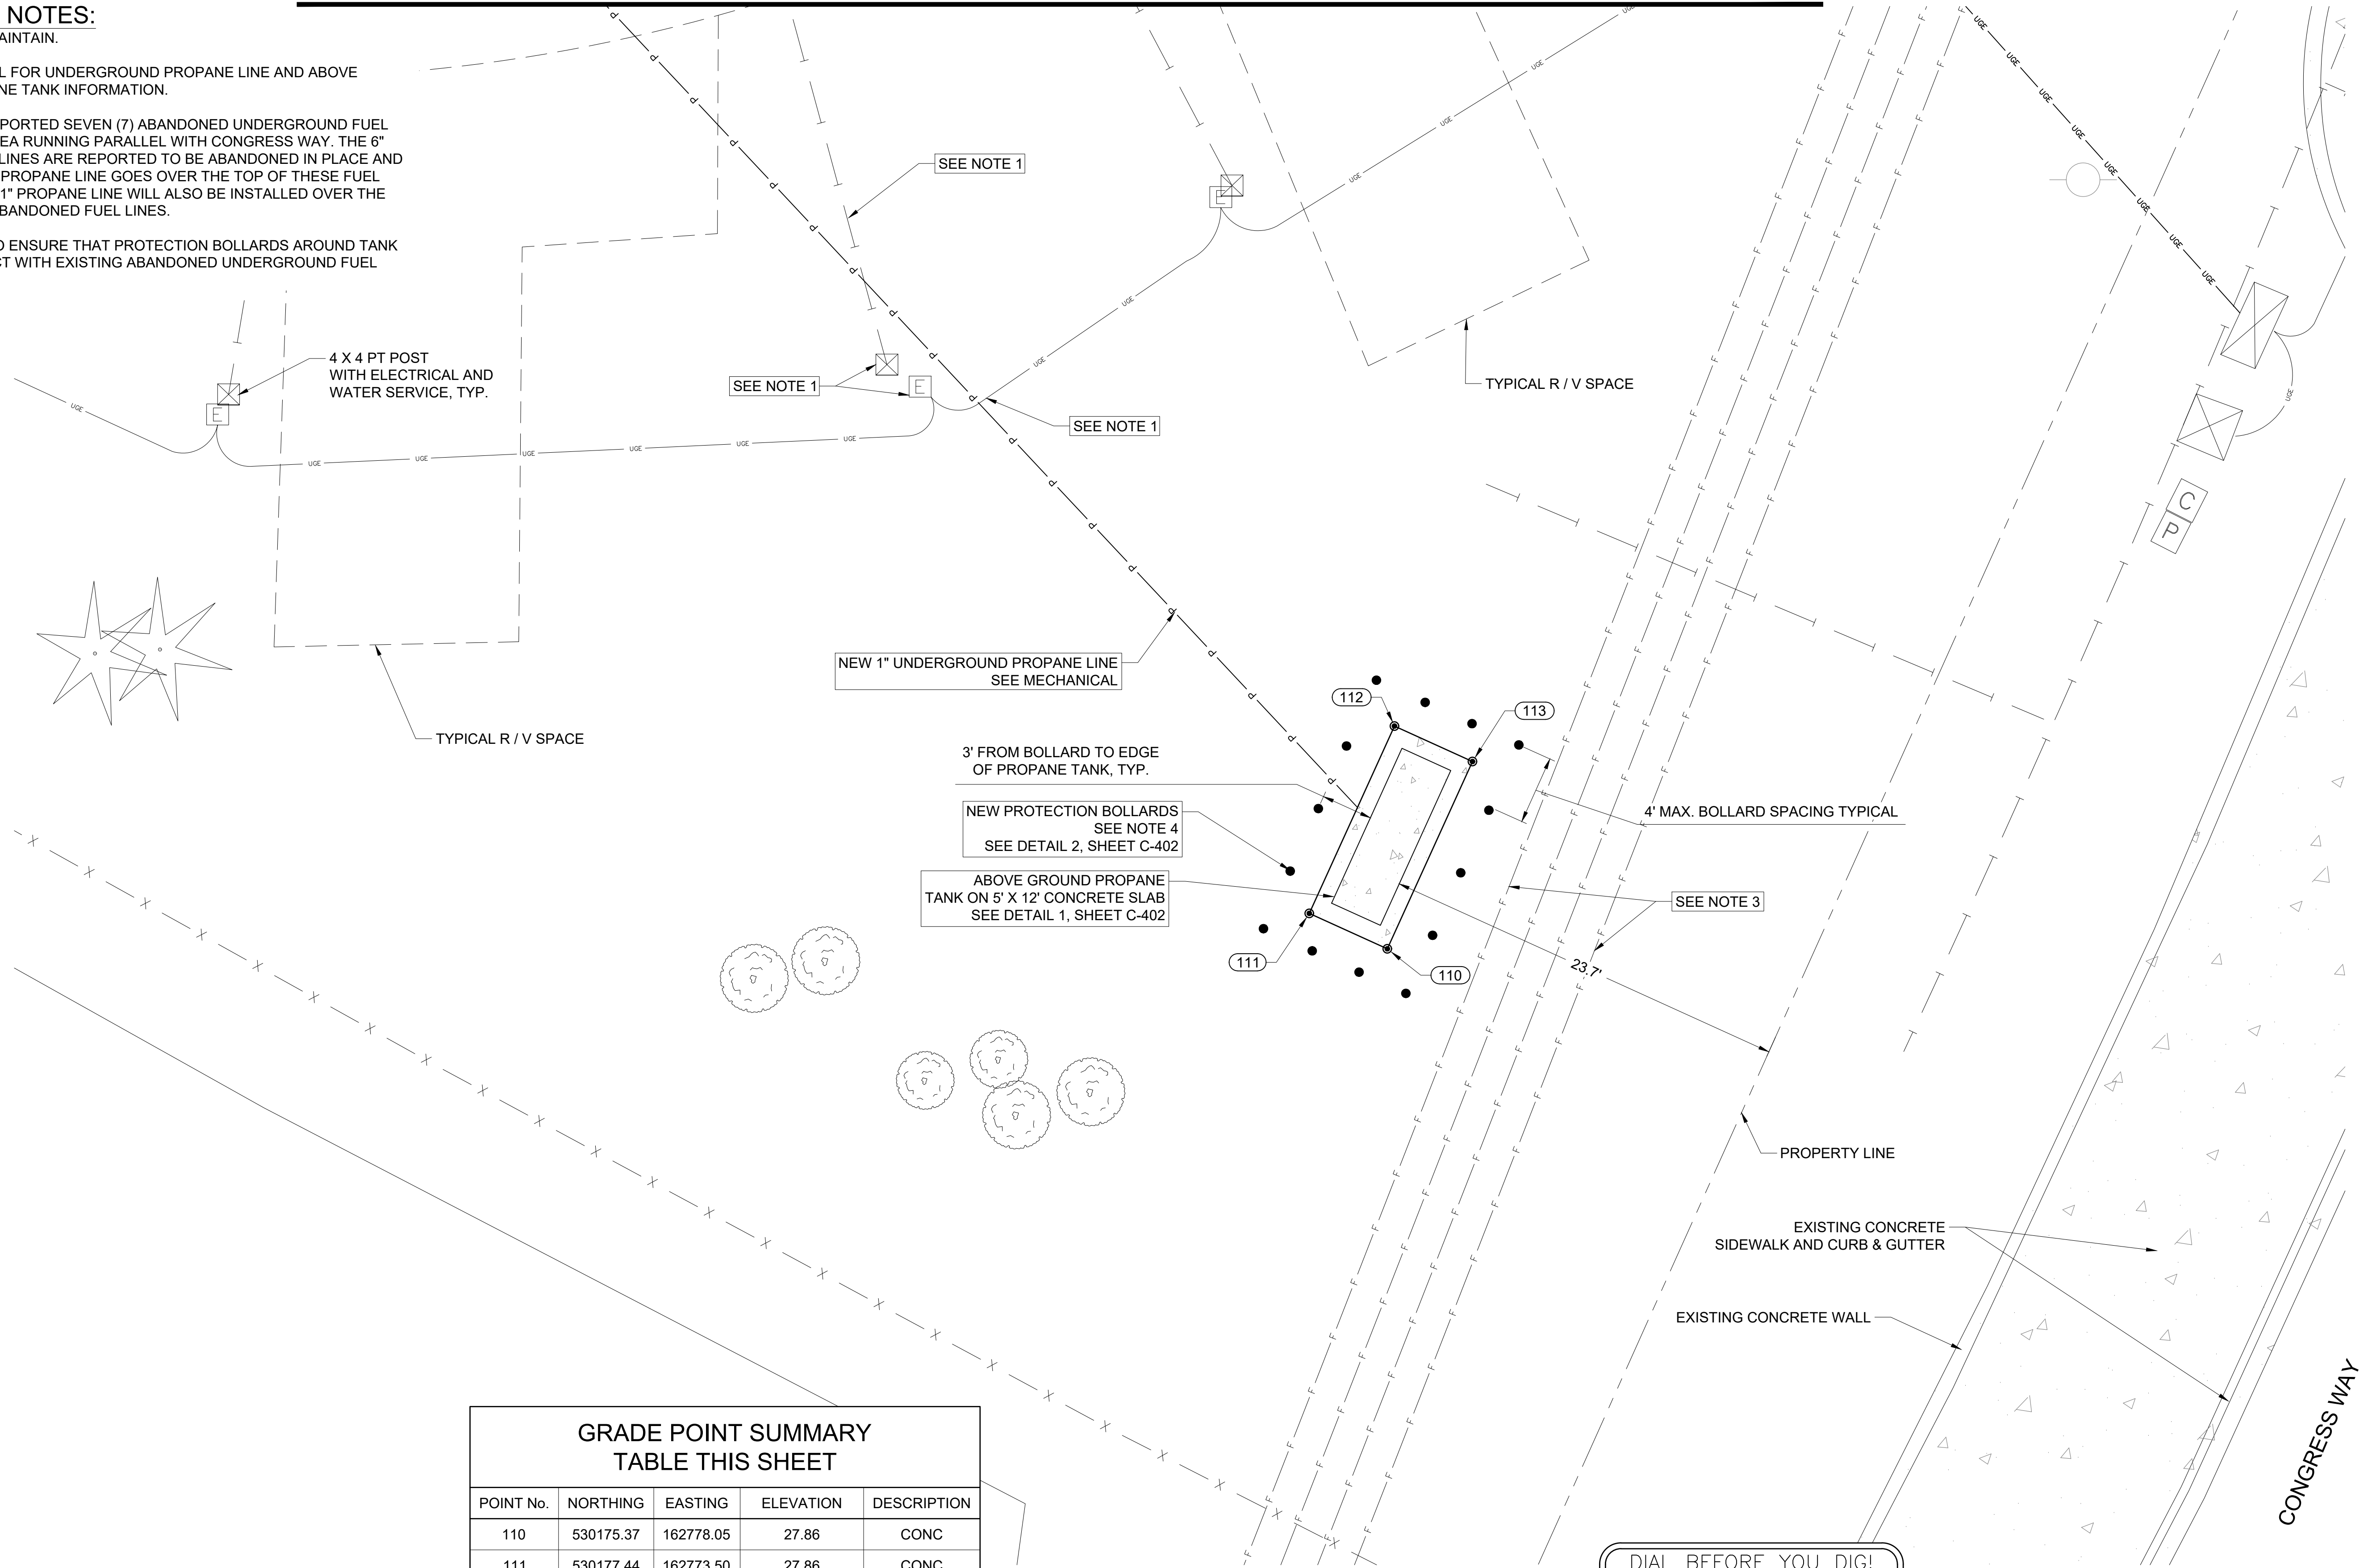 NOTES:
AINTAIN.
L FOR UNDERGROUND PROPANE LINE AND ABOVE
NE TANK INFORMATION.
PORTED SEVEN (7) ABANDONED UNDERGROUND FUEL
EA RUNNING PARALLEL WITH CONGRESS WAY. THE 6"
LINES ARE REPORTED TO BE ABANDONED IN PLACE AND
PROPANE LINE GOES OVER THE TOP OF THESE FUEL
1" PROPANE LINE WILL ALSO BE INSTALLED OVER THE
BANDONED FUEL LINES.
O ENSURE THAT PROTECTION BOLLARDS AROUND TANK
CT WITH EXISTING ABANDONED UNDERGROUND FUEL
SEE NOTE 1
4 X 4 PT POST
WITH ELECTRICAL AND
WATER SERVICE, TYP.
SEE NOTE 1
SEE NOTE 1
TYPICAL R / V SPACE
E
E
E
C
P
NEW 1" UNDERGROUND PROPANE LINE
SEE MECHANICAL
TYPICAL R / V SPACE
112
113
3' FROM BOLLARD TO EDGE
OF PROPANE TANK, TYP.
NEW PROTECTION BOLLARDS
SEE NOTE 4
SEE DETAIL 2, SHEET C-402
4' MAX. BOLLARD SPACING TYPICAL
ABOVE GROUND PROPANE
TANK ON 5' X 12' CONCRETE SLAB
SEE DETAIL 1, SHEET C-402
SEE NOTE 3
111
110
23.7'
PROPERTY LINE
EXISTING CONCRETE
SIDEWALK AND CURB & GUTTER
EXISTING CONCRETE WALL
CONGRESS WAY
GRADE POINT SUMMARY
TABLE THIS SHEET
POINT No. NORTHING EASTING ELEVATION DESCRIPTION
110 530175.37 162778.05 27.86 CONC
111 530177.44 162773.50 27.86 CONC
DIAL BEFORE YOU DIG!